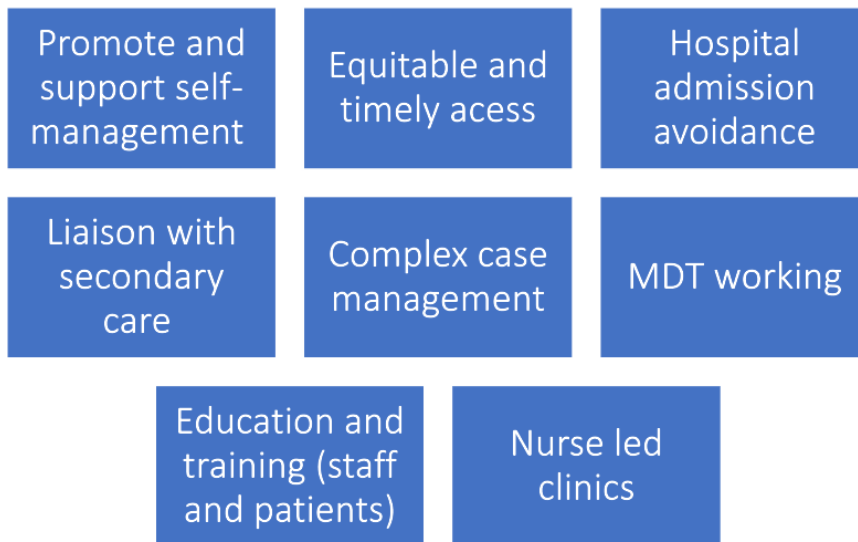 Promote and
support self-
management
Equitable and
timely acess
Hospital
admission
avoidance
Liaison with
secondary
care
Complex case
management
MDT working
Education and
training (staff
and patients)
Nurse led
clinics